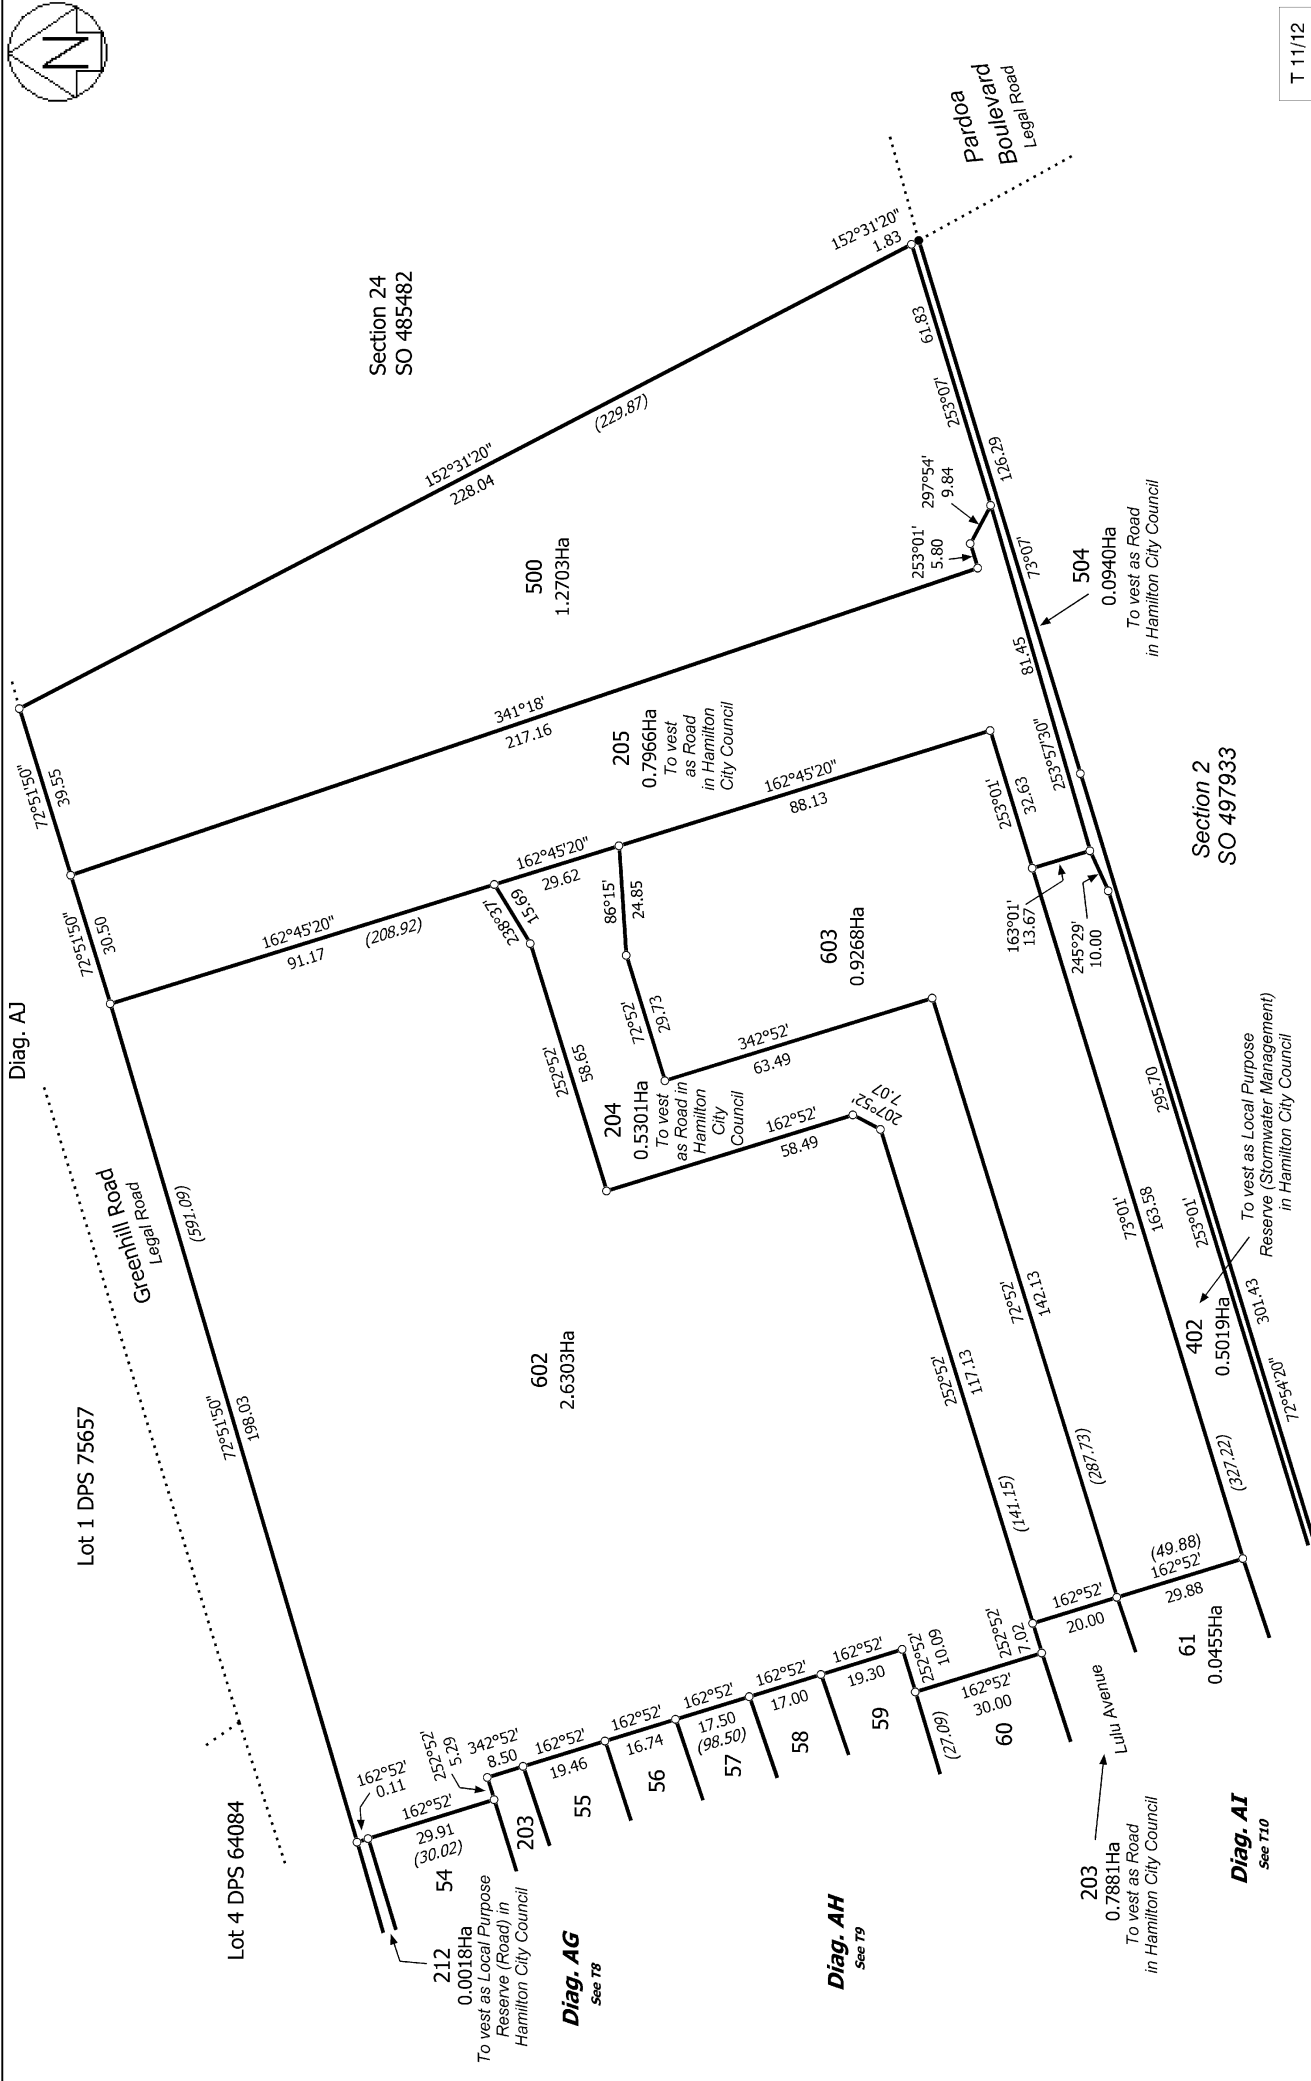 Diag. AJ
N
Lot 1 DPS 75657
Lot 4 DPS 64084
Greenhill Road
Legal Road
72°51'50"
198.03
(591.09)
72°51'50"
30.50
72°51'50"
39.55
Section 24
SO 485482
152°31'20"
228.04
(229.87)
152°31'20"
1.83
Pardoa
Boulevard
Legal Road
500
1.2703Ha
341°18'
217.16
205
0.7966Ha
To vest
as Road
in Hamilton
City Council
162°45'20"
91.17
(208.92)
162°45'20"
29.62
162°45'20"
88.13
238°37'
15.69
86°15'
24.85
252°52'
58.65
72°52'
29.73
204
0.5301Ha
To vest
as Road in
Hamilton
City
Council
342°52'
63.49
162°52'
58.49
207°52'
7.07
603
0.9268Ha
602
2.6303Ha
252°52'
117.13
(141.15)
72°52'
142.13
(287.73)
253°01'
5.80
297°54'
9.84
253°07'
61.83
126.29
73°07'
81.45
253°57'30"
253°01'
32.63
163°01'
13.67
245°29'
10.00
504
0.0940Ha
To vest as Road
in Hamilton City Council
Section 2
SO 497933
295.70
253°01'
73°01'
163.58
(327.22)
402
0.5019Ha
To vest as Local Purpose
Reserve (Stormwater Management)
in Hamilton City Council
301.43
72°54'20"
162°52'
0.11
162°52'
29.91
(30.02)
252°52'
5.29
342°52'
8.50
162°52'
19.46
162°52'
16.74
162°52'
17.50
(98.50)
162°52'
17.00
162°52'
19.30
252°52'
10.09
162°52'
30.00
(27.09)
252°52'
7.02
162°52'
20.00
162°52'
29.88
(49.88)
54
203
55
56
57
58
59
60
61
0.0455Ha
212
0.0018Ha
To vest as Local Purpose
Reserve (Road) in
Hamilton City Council
Diag. AG
See T8
Diag. AH
See T9
Lulu Avenue
203
0.7881Ha
To vest as Road
in Hamilton City Council
Diag. AI
See T10
T 11/12